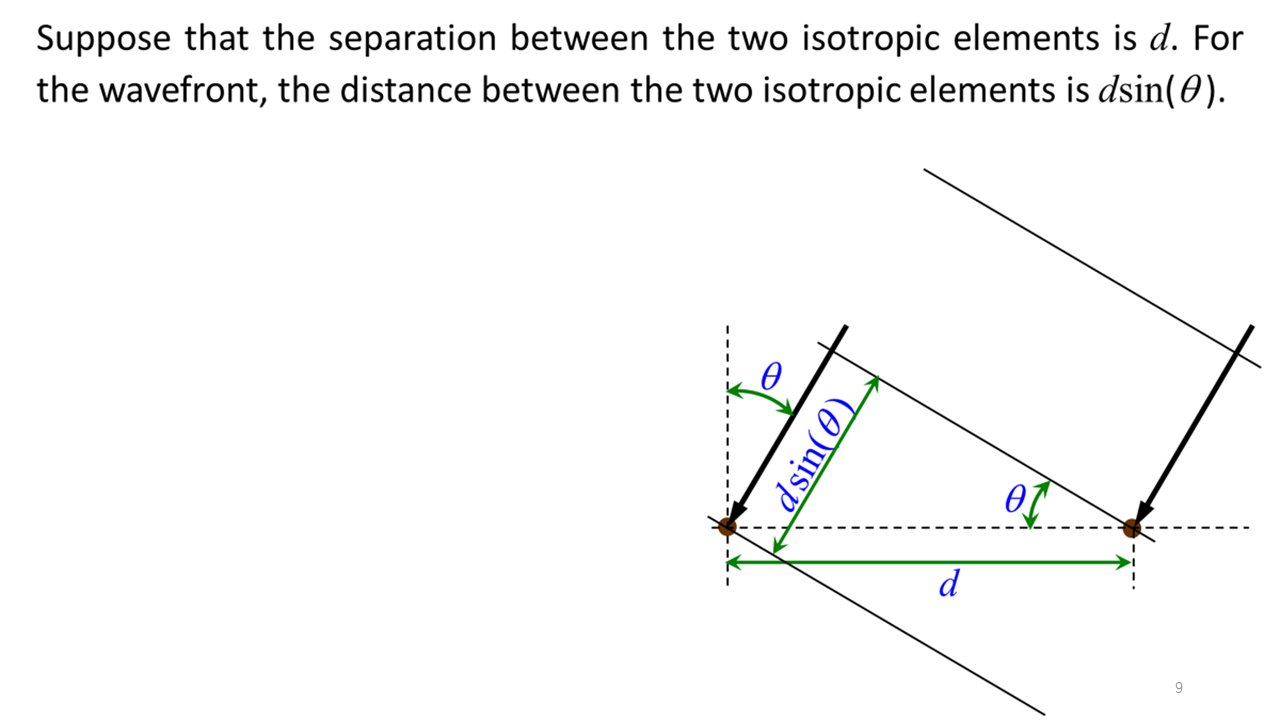 Suppose that the separation between the two isotropic elements is d. For
the wavefront, the distance between the two isotropic elements is dsin(θ).
θ
dsin(θ)
θ
d
9